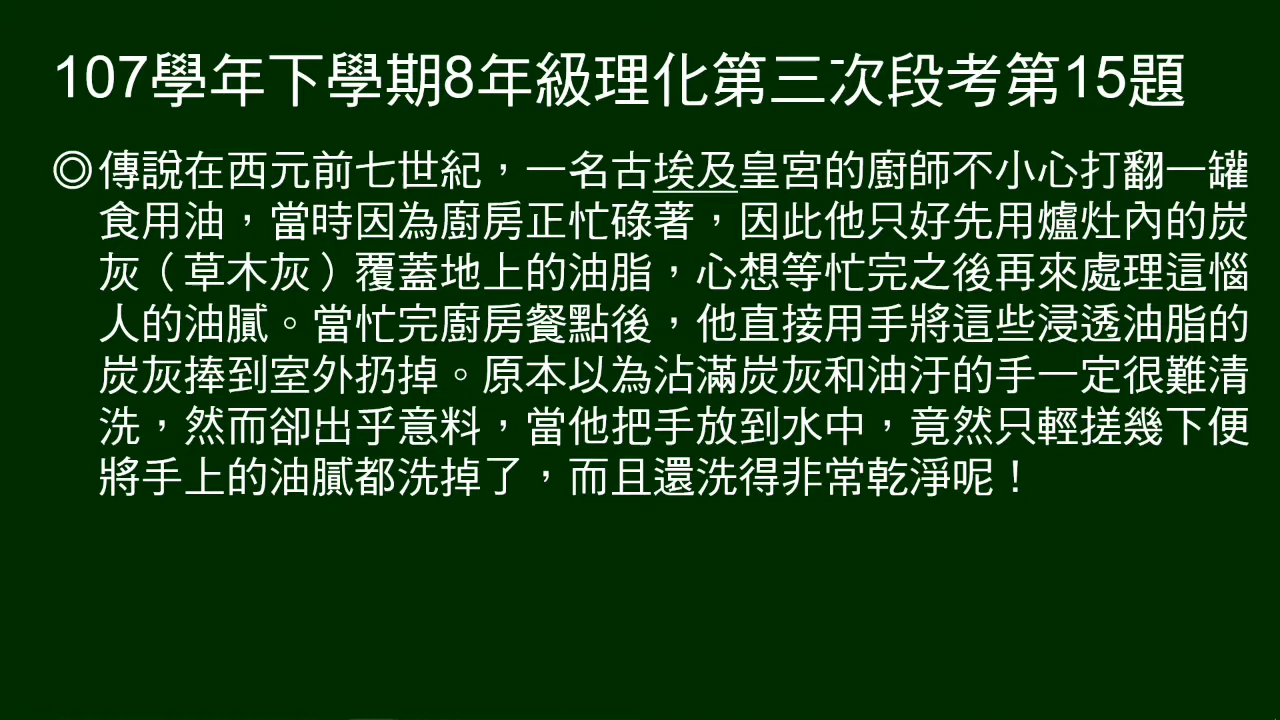 107學年下學期8年級理化第三次段考第15題
◎傳說在西元前七世紀，一名古埃及皇宮的廚師不小心打翻一罐
食用油，當時因為廚房正忙碌著，因此他只好先用爐灶內的炭
灰（草木灰）覆蓋地上的油脂，心想等忙完之後再來處理這惱
人的油膩。當忙完廚房餐點後，他直接用手將這些浸透油脂的
炭灰捧到室外扔掉。原本以為沾滿炭灰和油汙的手一定很難清
洗，然而卻出乎意料，當他把手放到水中，竟然只輕搓幾下便
將手上的油膩都洗掉了，而且還洗得非常乾淨呢！